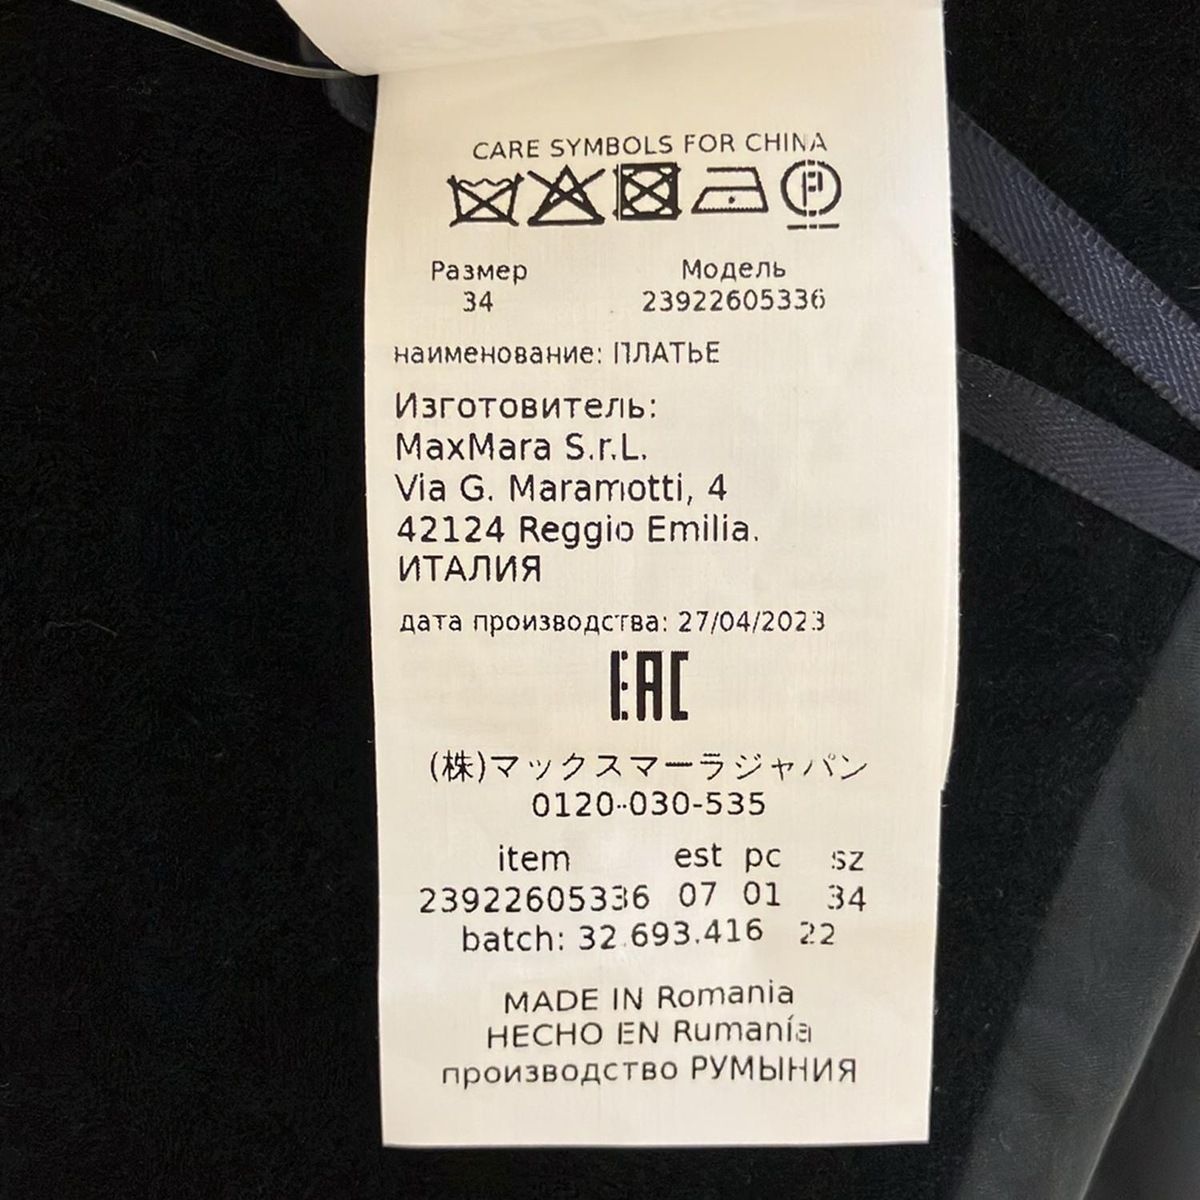 CARE SYMBOLS FOR CHINA
P
Размер Модель
34 23922605336
наименование: ПЛАТЬЕ
Изготовитель:
MaxMara S.r.L.
Via G. Maramotti, 4
42124 Reggio Emilia.
ИТАЛИЯ
дата производства: 27/04/2023
EAC
(株)マックスマーラジャパン
0120-030-535
item est pc sz
23922605336 07 01 34
batch: 32.693.416 22
MADE IN Romania
HECHO EN Rumanía
производство РУМЫНИЯ